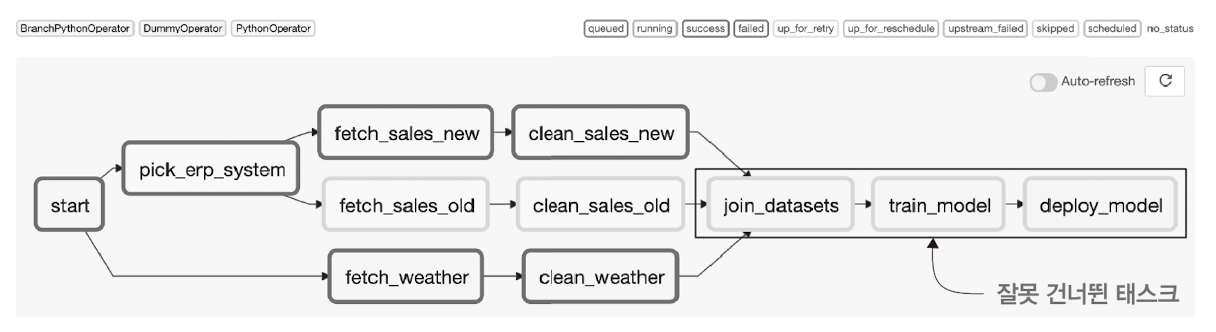 BranchPythonOperator DummyOperator PythonOperator queued running success failed up_for_retry up_for_reschedule upstream_failed skipped scheduled no_status
Auto-refresh
fetch_sales_new clean_sales_new
pick_erp_system
start fetch_sales_old clean_sales_old join_datasets train_model deploy_model
fetch_weather clean_weather
잘못 건너뛴 태스크